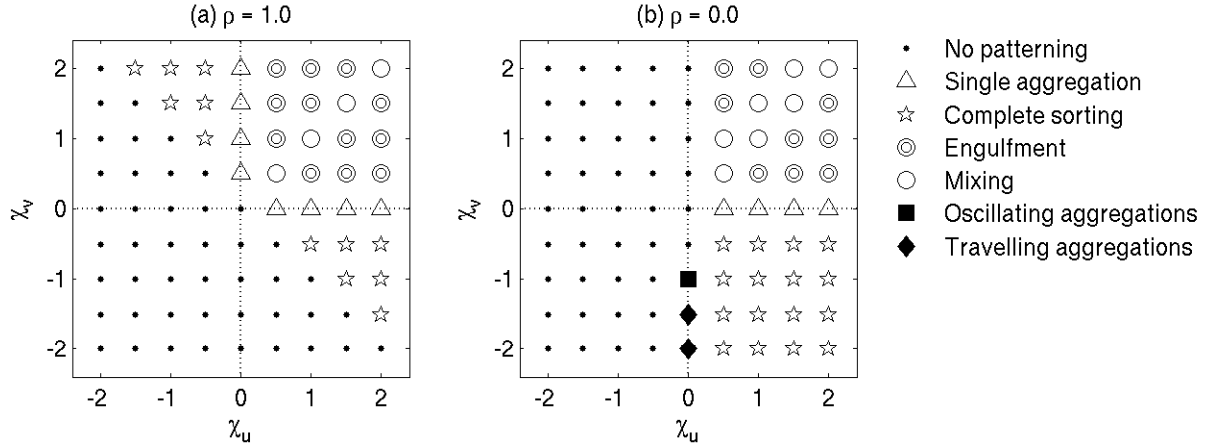 (a) ρ = 1.0
(b) ρ = 0.0
2
1
0
-1
-2
χv
-2 -1 0 1 2
χu
2
1
0
-1
-2
χv
-2 -1 0 1 2
χu
No patterning
Single aggregation
Complete sorting
Engulfment
Mixing
Oscillating aggregations
Travelling aggregations